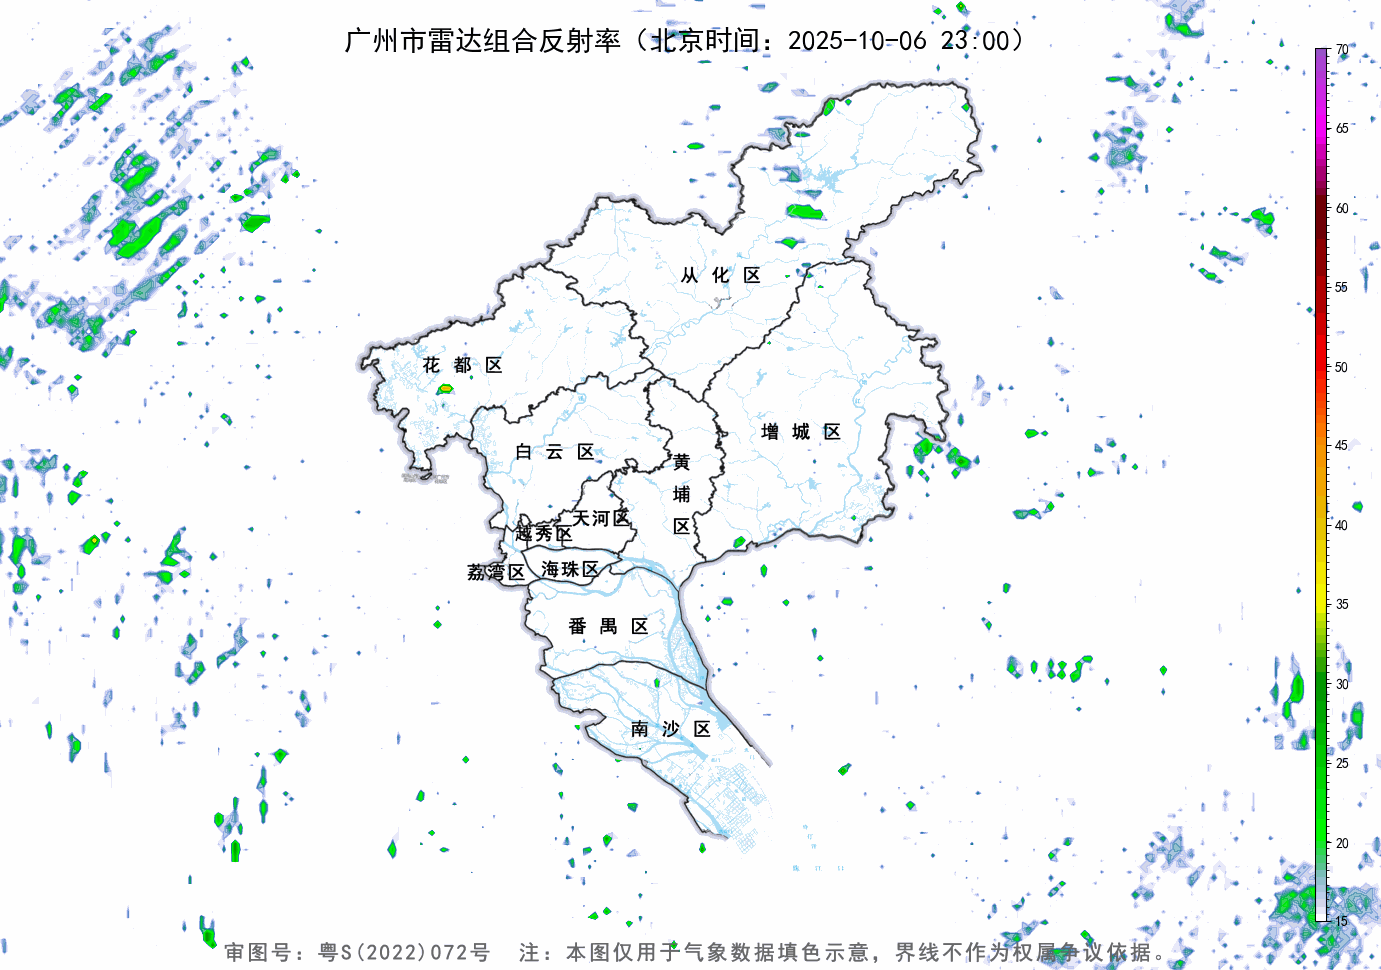 广州市雷达组合反射率（北京时间：2025-10-06 23:00）
70
65
60
55
50
45
40
35
30
25
20
15
从化区
花都区
增城区
白云区
黄埔区
天河区
越秀区
荔湾区
海珠区
番禺区
南沙区
审图号：粤S(2022)072号 注：本图仅用于气象数据填色示意，界线不作为权属争议依据。